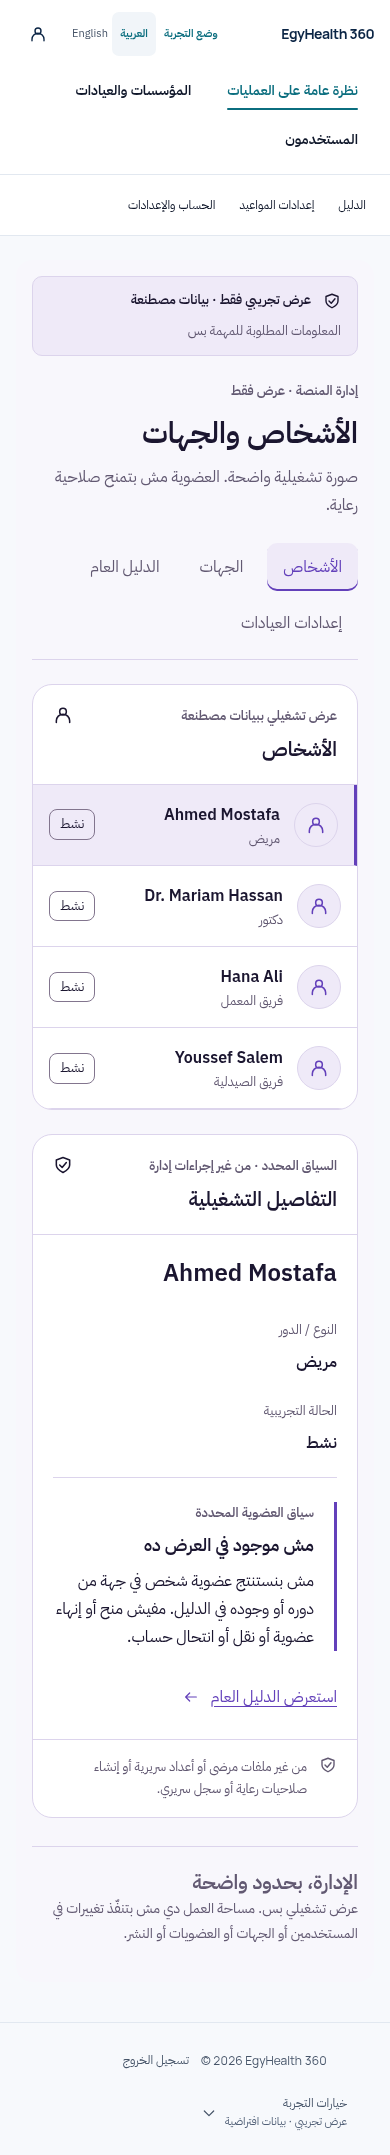 EgyHealth 360
وضع التجربة
العربية
English
نظرة عامة على العمليات
المؤسسات والعيادات
المستخدمون
الدليل
إعدادات المواعيد
الحساب والإعدادات
عرض تجريبي فقط · بيانات مصطنعة
المعلومات المطلوبة للمهمة بس
إدارة المنصة · عرض فقط
الأشخاص والجهات
صورة تشغيلية واضحة. العضوية مش بتمنح صلاحية
رعاية.
الأشخاص
الجهات
الدليل العام
إعدادات العيادات
عرض تشغيلي ببيانات مصطنعة
الأشخاص
Ahmed Mostafa
مريض
نشط
Dr. Mariam Hassan
دكتور
نشط
Hana Ali
فريق المعمل
نشط
Youssef Salem
فريق الصيدلية
نشط
السياق المحدد · من غير إجراءات إدارة
التفاصيل التشغيلية
Ahmed Mostafa
النوع / الدور
مريض
الحالة التجريبية
نشط
سياق العضوية المحددة
مش موجود في العرض ده
مش بنستنتج عضوية شخص في جهة من
دوره أو وجوده في الدليل. مفيش منح أو إنهاء
عضوية أو نقل أو انتحال حساب.
استعرض الدليل العام ←
من غير ملفات مرضى أو أعداد سريرية أو إنشاء
صلاحيات رعاية أو سجل سريري.
الإدارة، بحدود واضحة
عرض تشغيلي بس. مساحة العمل دي مش بتنفّذ تغييرات في
المستخدمين أو الجهات أو العضويات أو النشر.
© 2026 EgyHealth 360
تسجيل الخروج
خيارات التجربة
عرض تجريبي · بيانات افتراضية